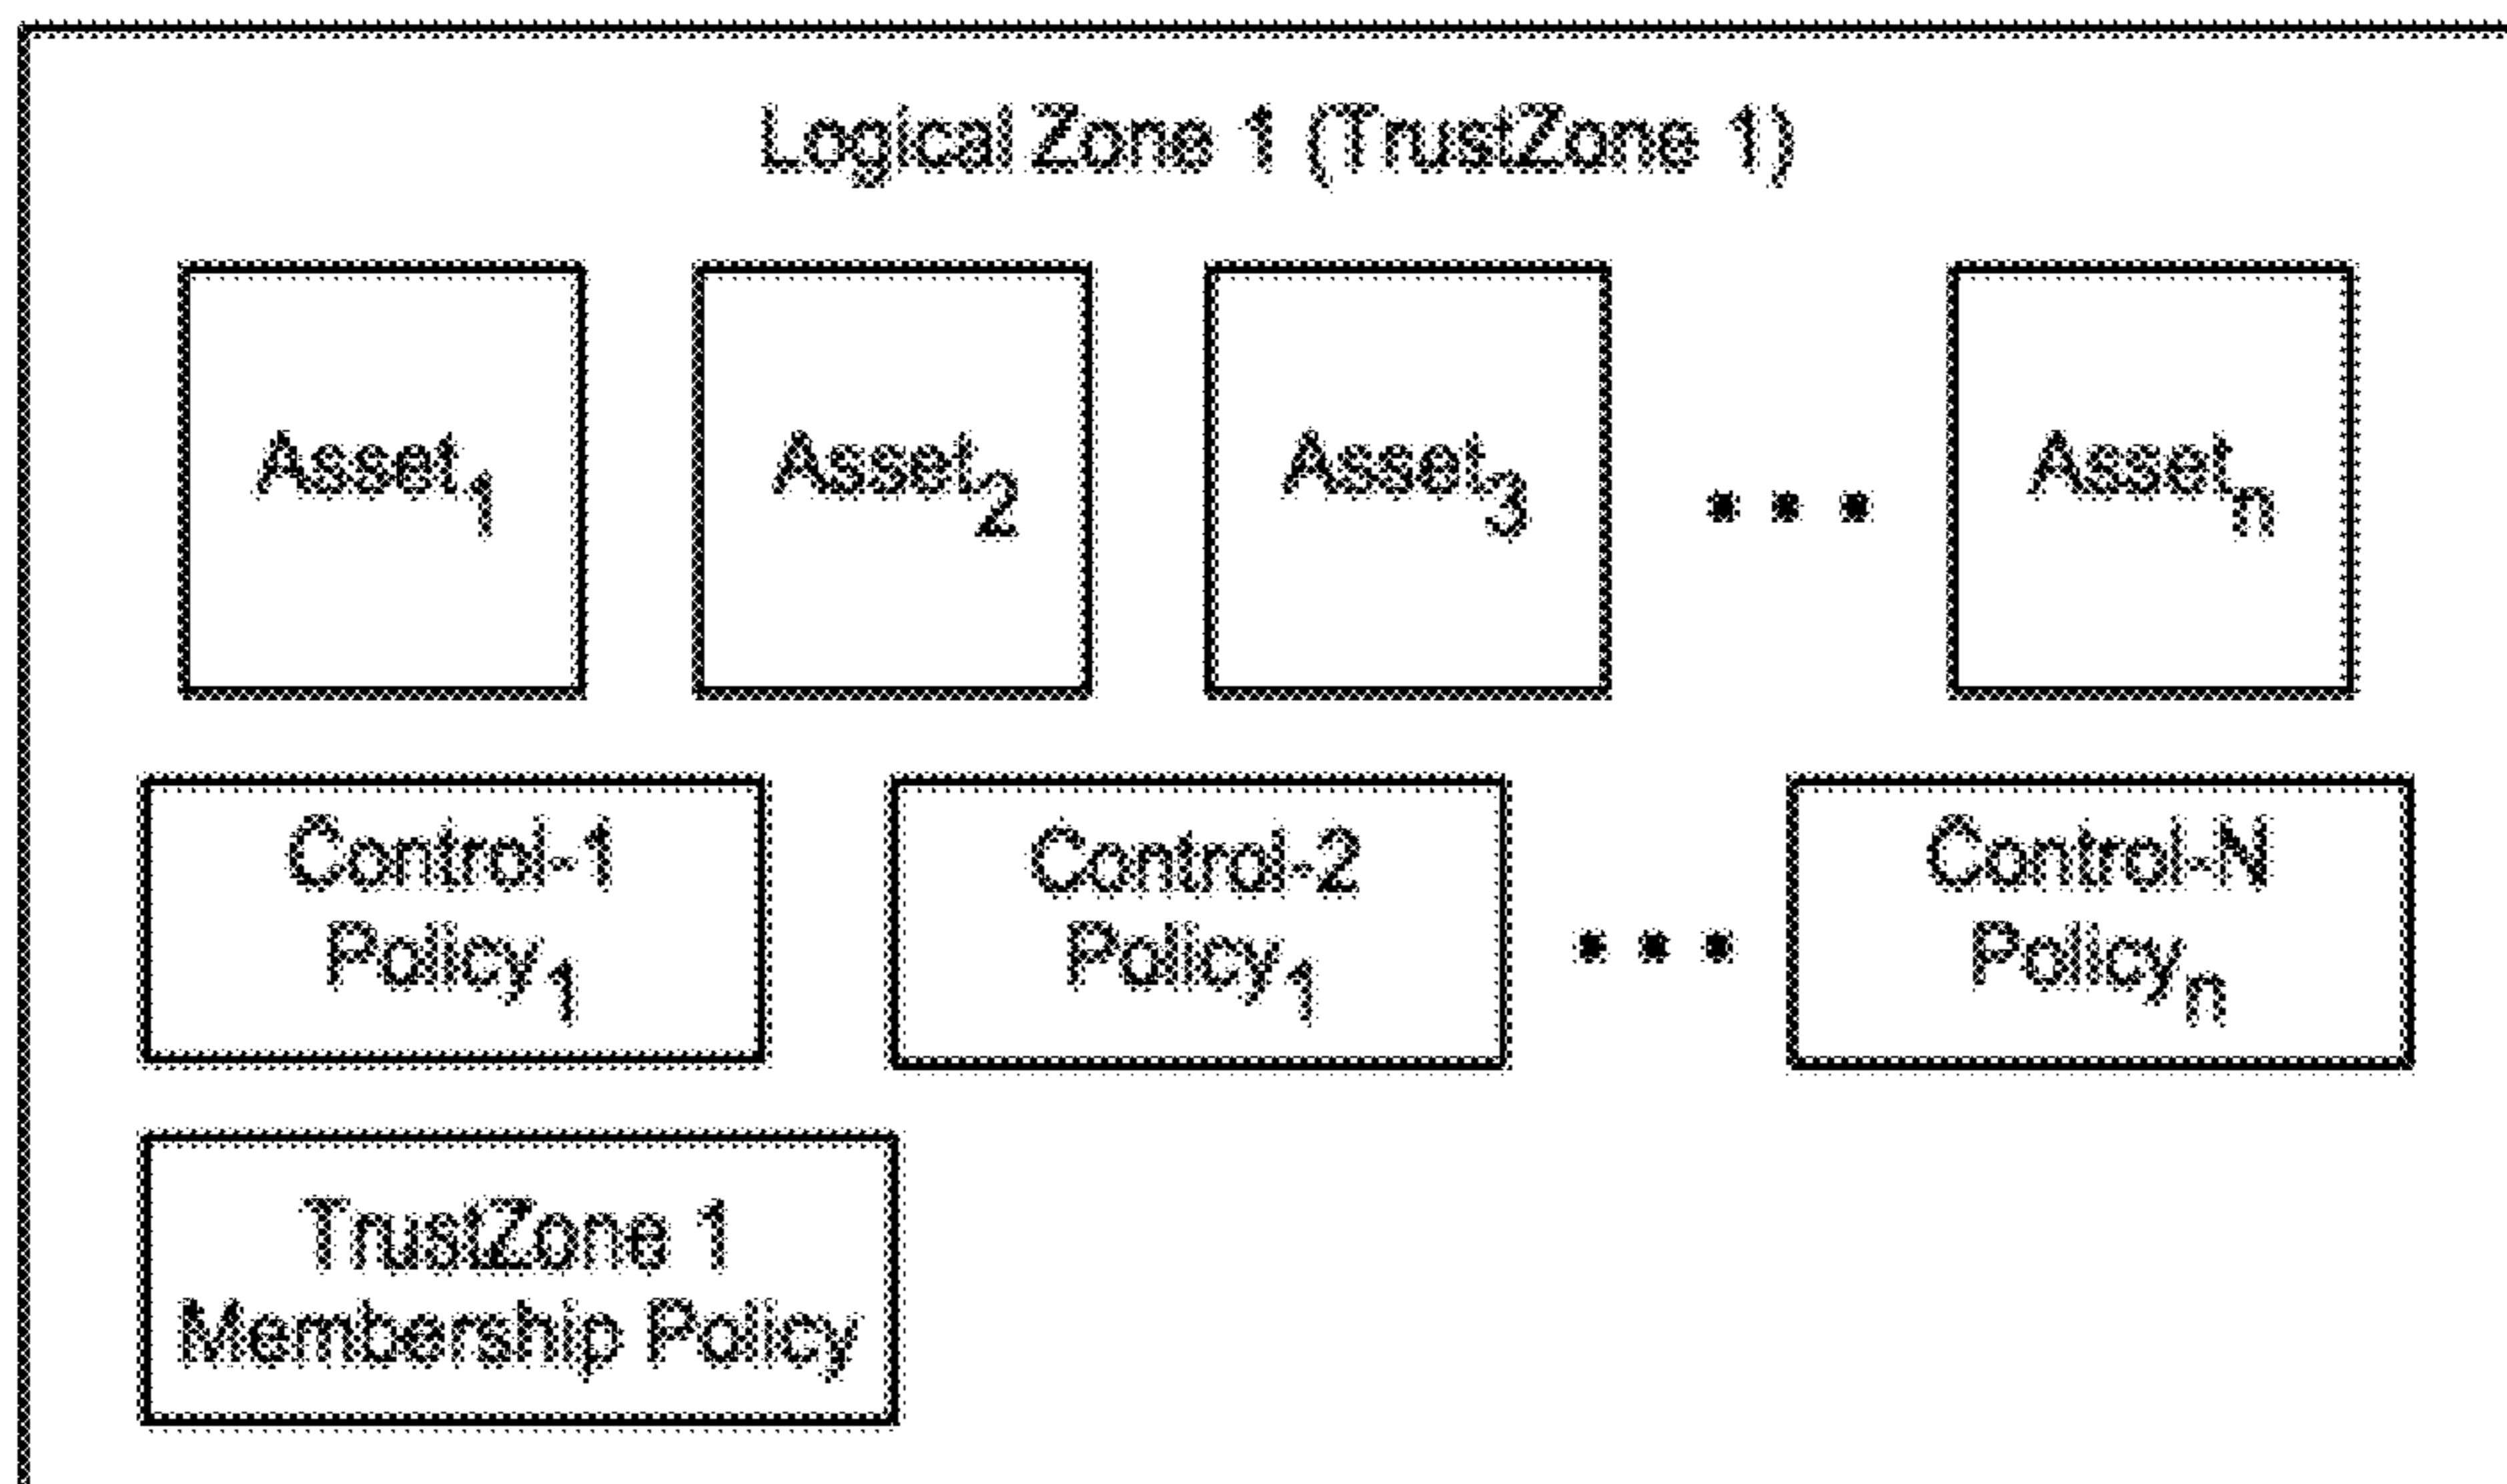 Logical Zone 1 (TrustZone 1)
Asset₁ Asset₂ Asset₃ • • • Assetₙ
Control-1 Control-2 Control-N
Policy₁ Policy₁ • • • Policyₙ
TrustZone 1
Membership Policy